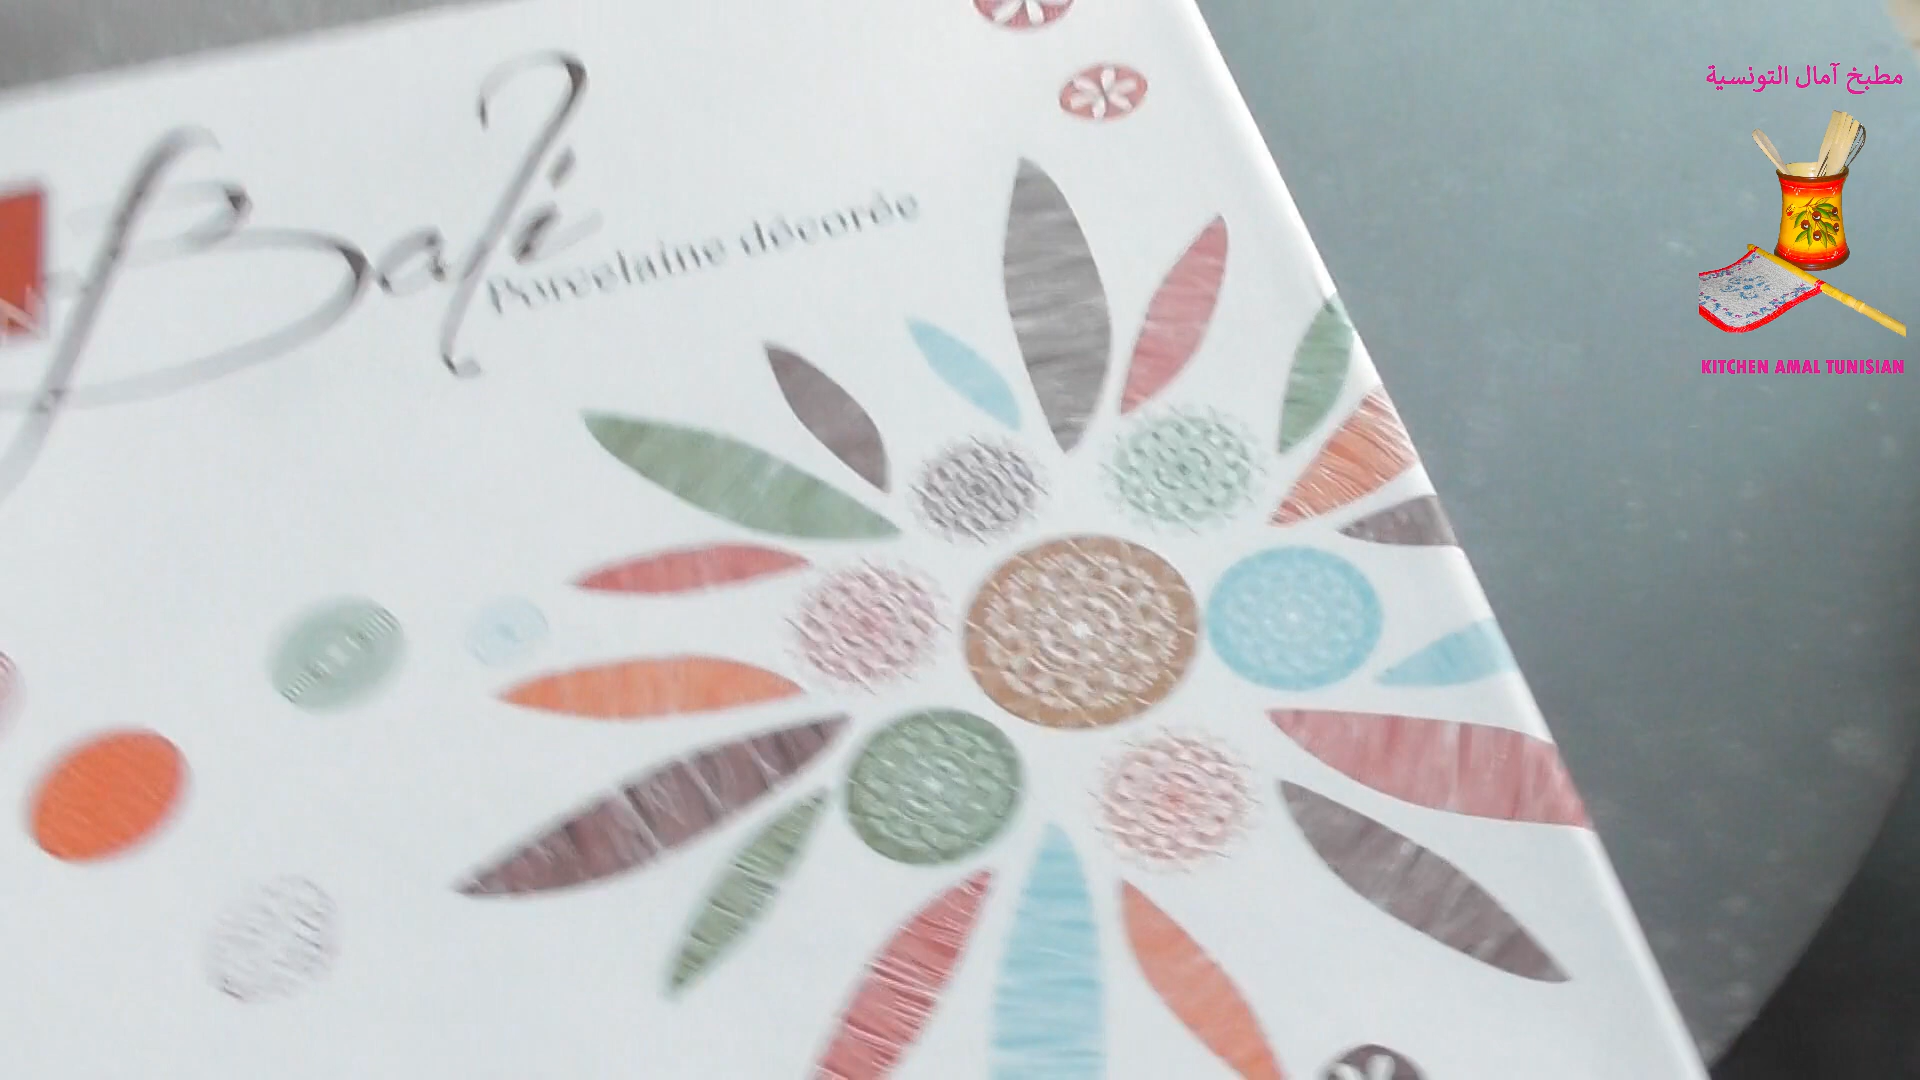 Bali
Porcelaine décorée
مطبخ آمال التونسية
KITCHEN AMAL TUNISIAN